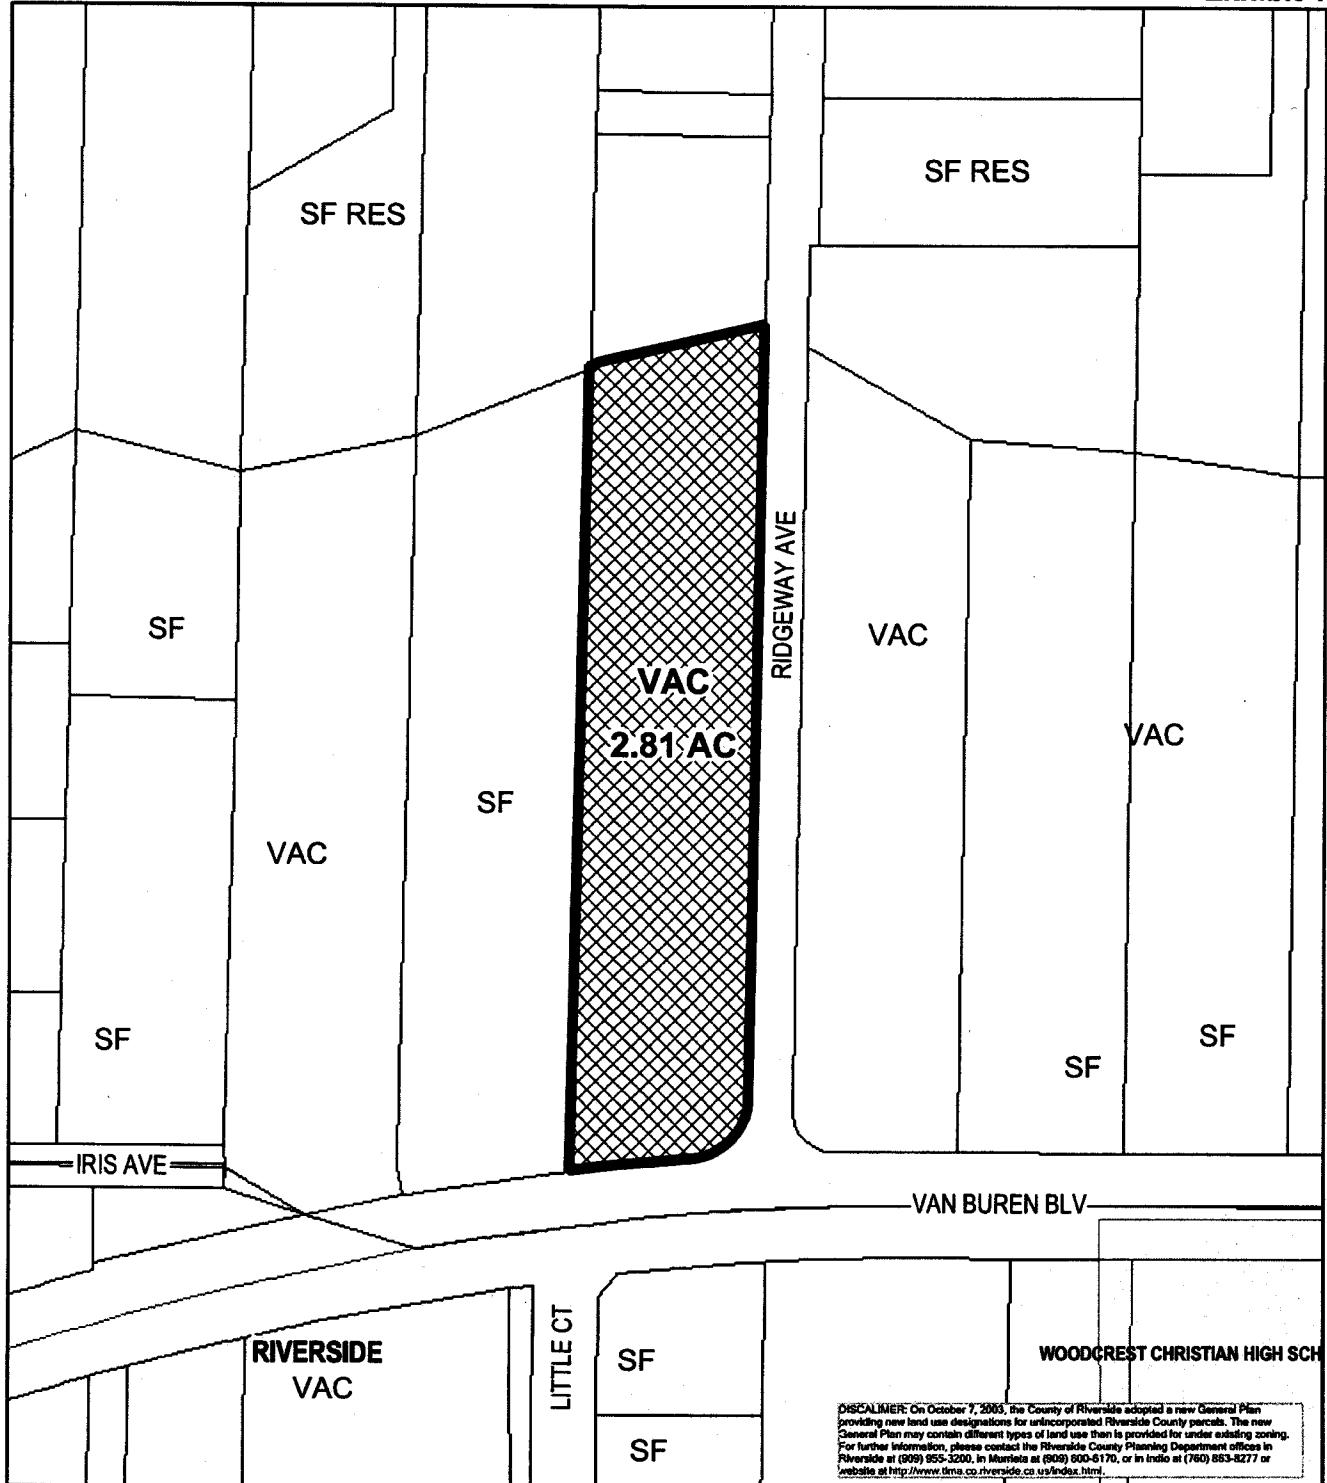 SF RES
SF RES
RIDGEWAY AVE
SF
VAC
VAC
2.81 AC
VAC
SF
VAC
SF
SF
SF
IRIS AVE
VAN BUREN BLV
LITTLE CT
RIVERSIDE
VAC
SF
WOODCREST CHRISTIAN HIGH SCH
SF
DISCALIMER: On October 7, 2003, the County of Riverside adopted a new General Plan
providing new land use designations for unincorporated Riverside County parcels. The new
General Plan may contain different types of land use than is provided for under existing zoning.
For further information, please contact the Riverside County Planning Department offices in
Riverside at (909) 955-3200, in Murrieta at (909) 600-6170, or in Indio at (760) 863-8277 or
website at http://www.tlma.co.riverside.ca.us/index.html.